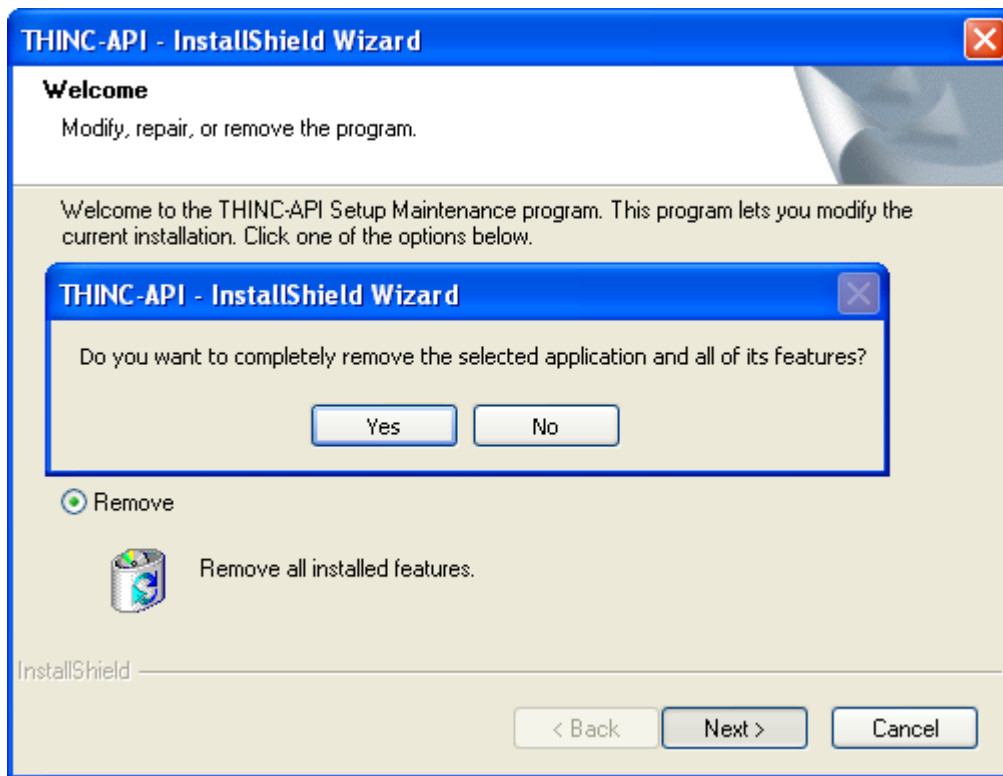 THINC-API - InstallShield Wizard
Welcome
Modify, repair, or remove the program.
Welcome to the THINC-API Setup Maintenance program. This program lets you modify the
current installation. Click one of the options below.
THINC-API - InstallShield Wizard
Do you want to completely remove the selected application and all of its features?
Yes No
Remove
Remove all installed features.
InstallShield
< Back Next > Cancel